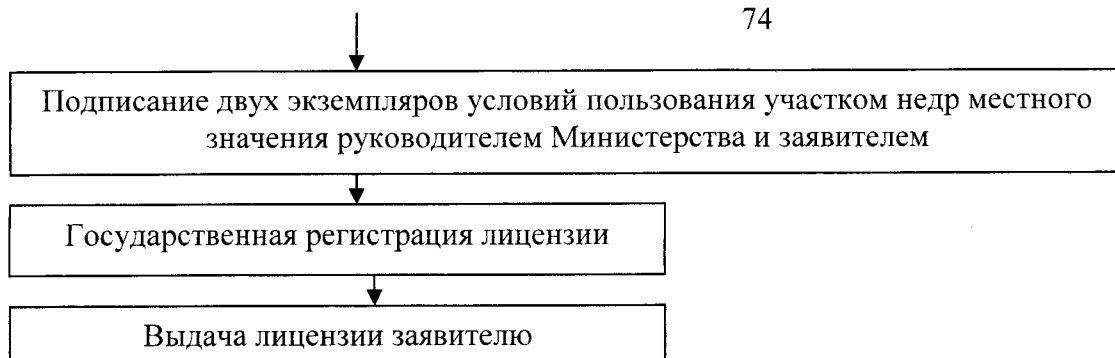 74
Подписание двух экземпляров условий пользования участком недр местного
значения руководителем Министерства и заявителем
Государственная регистрация лицензии
Выдача лицензии заявителю